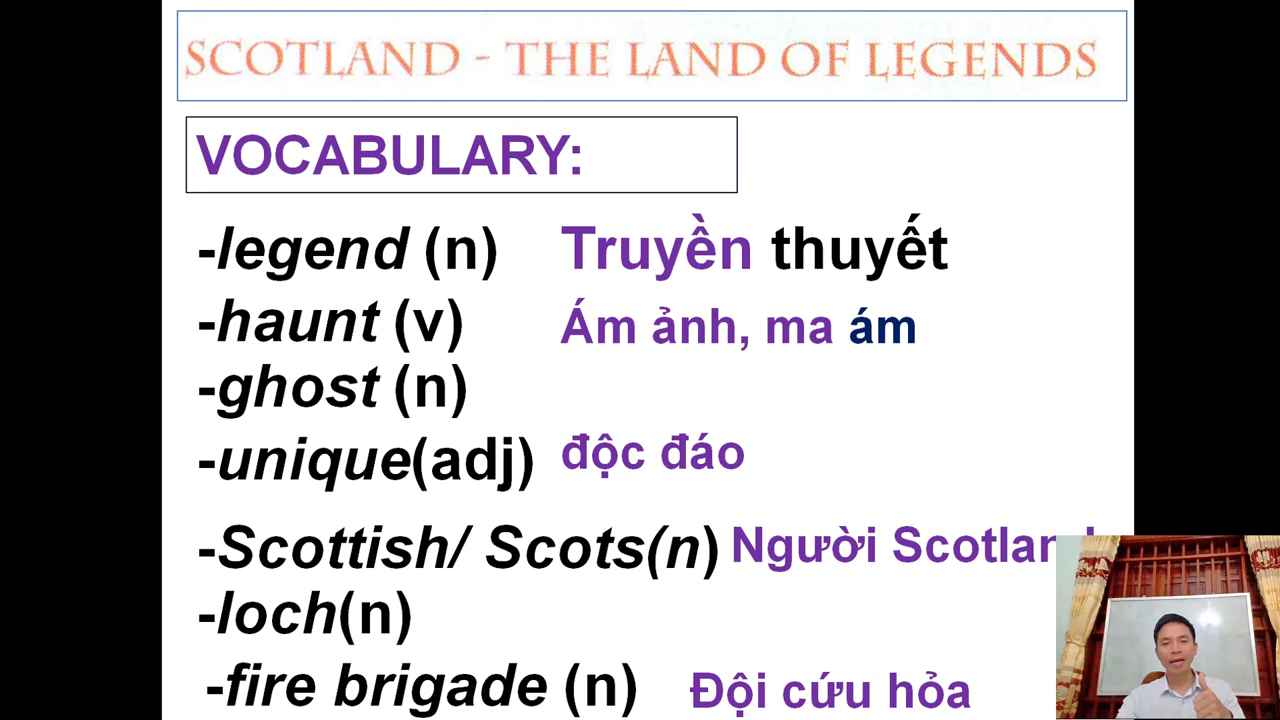 SCOTLAND - THE LAND OF LEGENDS
VOCABULARY:
-legend (n) Truyền thuyết
-haunt (v) Ám ảnh, ma ám
-ghost (n)
-unique(adj) độc đáo
-Scottish/ Scots(n) Người Scotland
-loch(n)
-fire brigade (n) Đội cứu hỏa